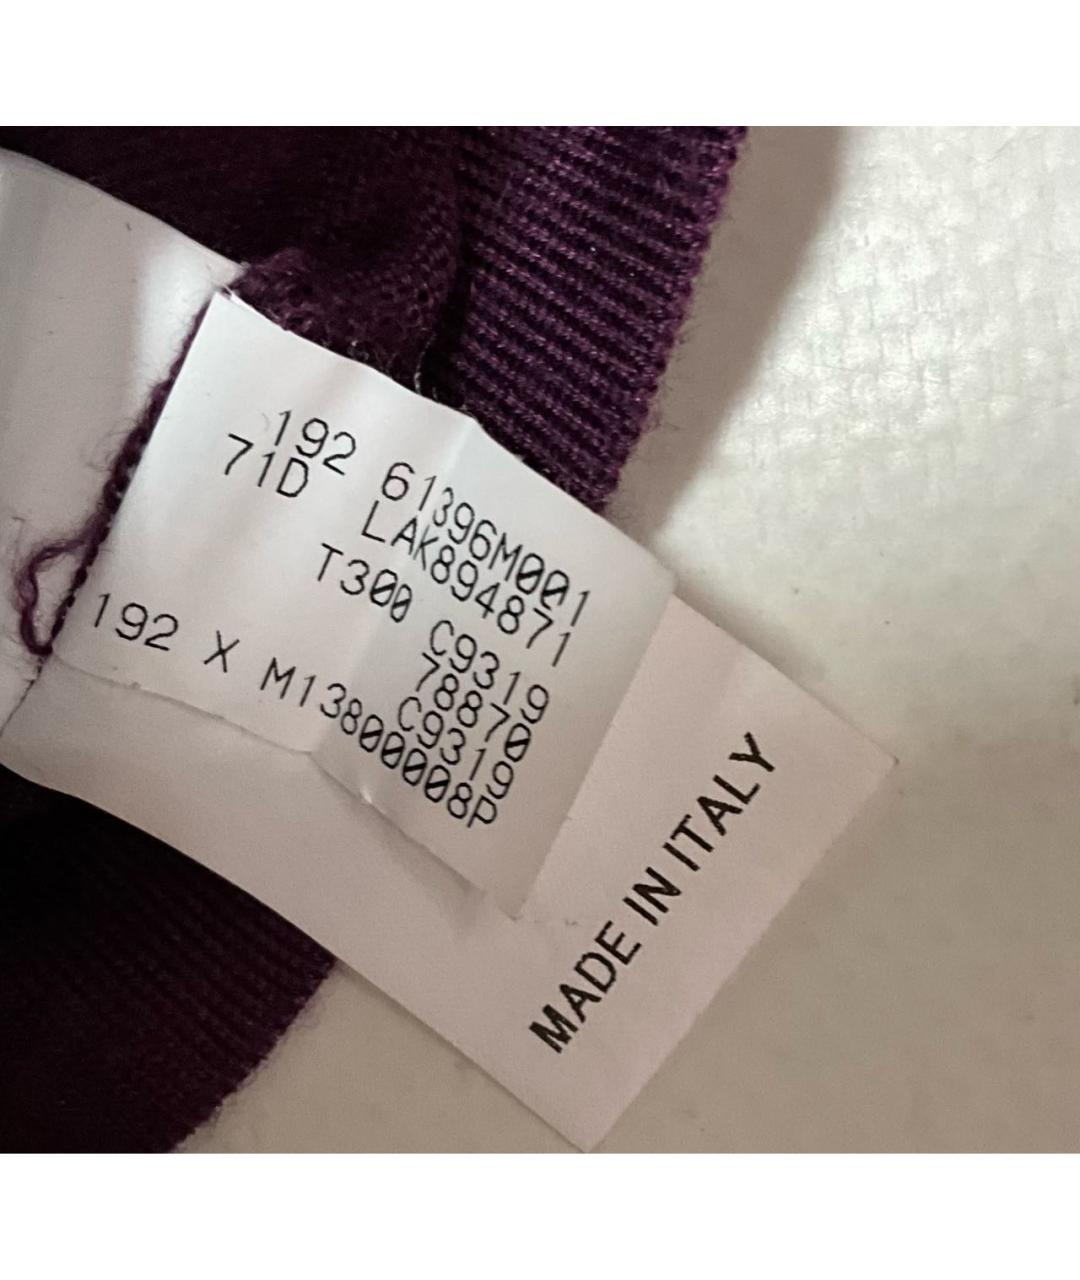 192 61396M001
71D LAK894871
T300 C9319
78870
C9319
192 X M13800008P
MADE IN ITALY